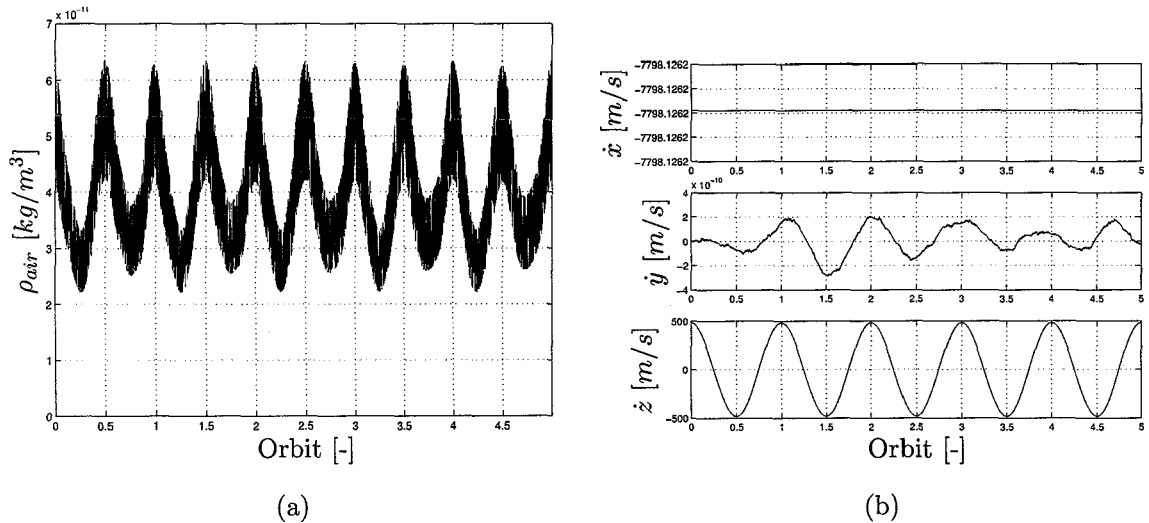 x 10⁻¹¹
7
6
5
4
3
2
1
0
0 0.5 1 1.5 2 2.5 3 3.5 4 4.5
ρ_air [kg/m³]
Orbit [-]
(a)
-7798.1262
-7798.1262
-7798.1262
-7798.1262
-7798.1262
0 0.5 1 1.5 2 2.5 3 3.5 4 4.5 5
ẋ [m/s]
x 10⁻¹⁰
4
2
0
-2
-4
0 0.5 1 1.5 2 2.5 3 3.5 4 4.5 5
ẏ [m/s]
500
0
-500
0 0.5 1 1.5 2 2.5 3 3.5 4 4.5 5
ż [m/s]
Orbit [-]
(b)